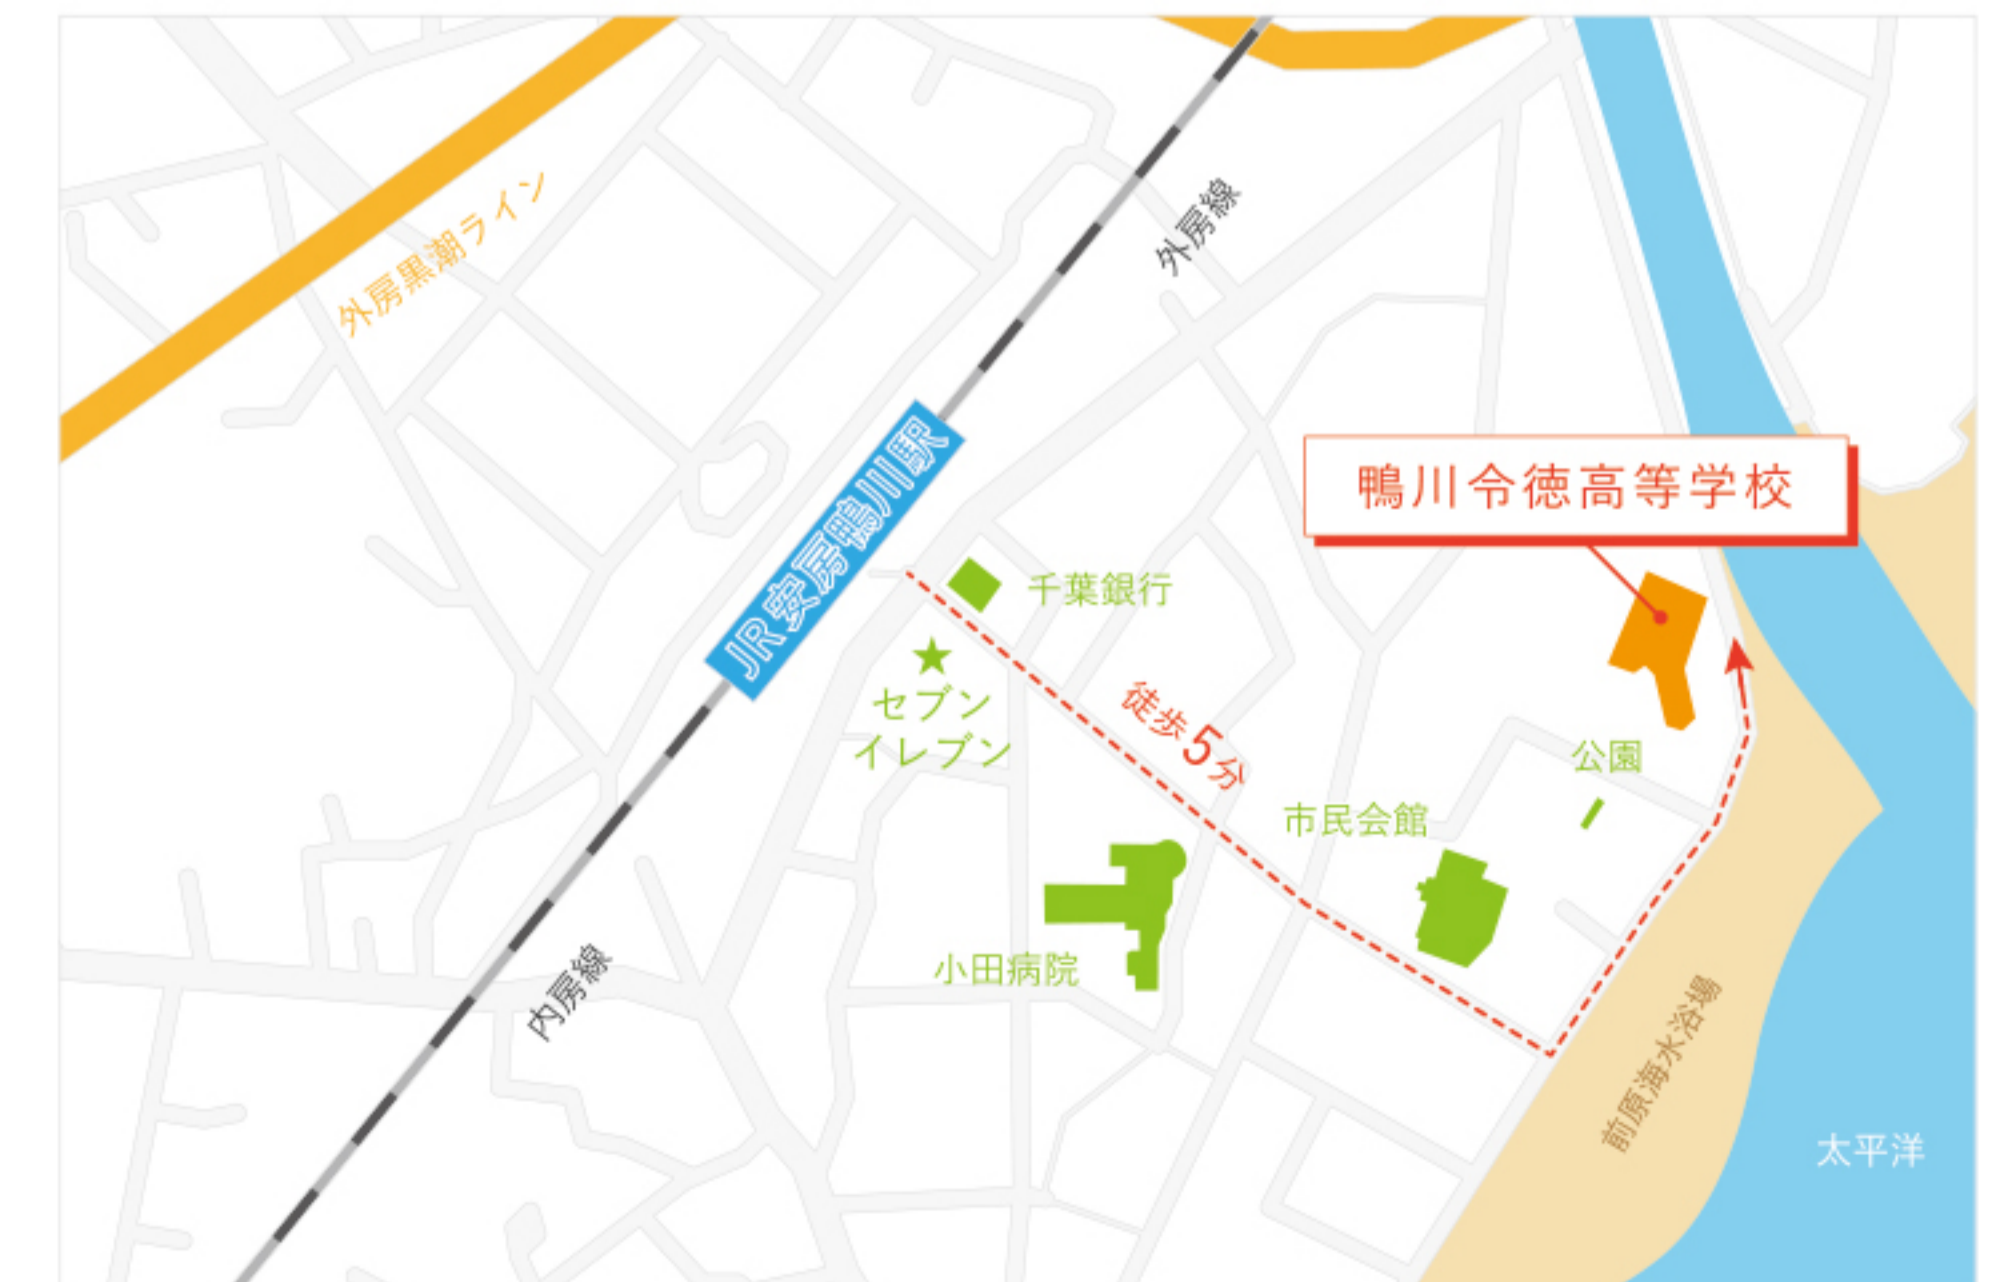 外房黒潮ライン
外房線
JR安房鴨川駅
鴨川令徳高等学校
千葉銀行
セブン
イレブン
徒歩5分
公園
市民会館
小田病院
内房線
前原海水浴場
太平洋